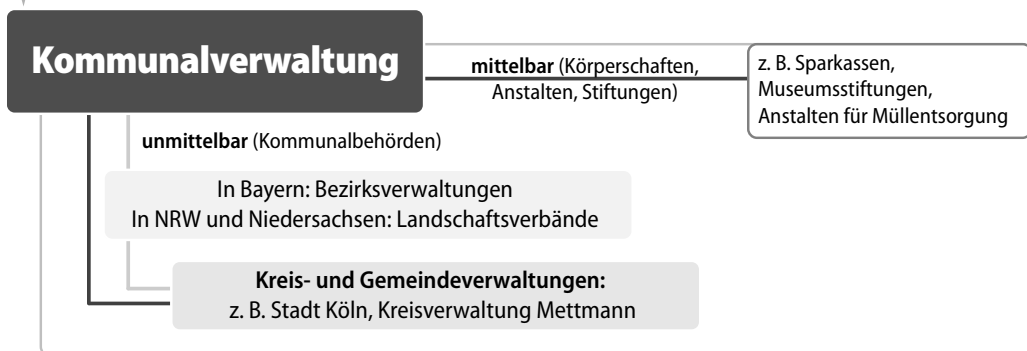 Kommunalverwaltung
mittelbar (Körperschaften,
Anstalten, Stiftungen)
z. B. Sparkassen,
Museumsstiftungen,
Anstalten für Müllentsorgung
unmittelbar (Kommunalbehörden)
In Bayern: Bezirksverwaltungen
In NRW und Niedersachsen: Landschaftsverbände
Kreis- und Gemeindeverwaltungen:
z. B. Stadt Köln, Kreisverwaltung Mettmann